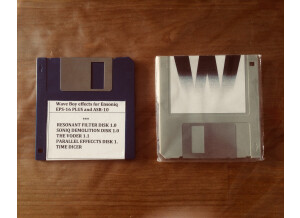 Wave Boy effects for Ensoniq
EPS-16 PLUS and ASR-10
***
RESONANT FILTER DISK 1.0
SONIQ DEMOLITION DISK 1.0
THE VODER 1.1
PARALLEL EFFECCTS DISK 1.
TIME DICER